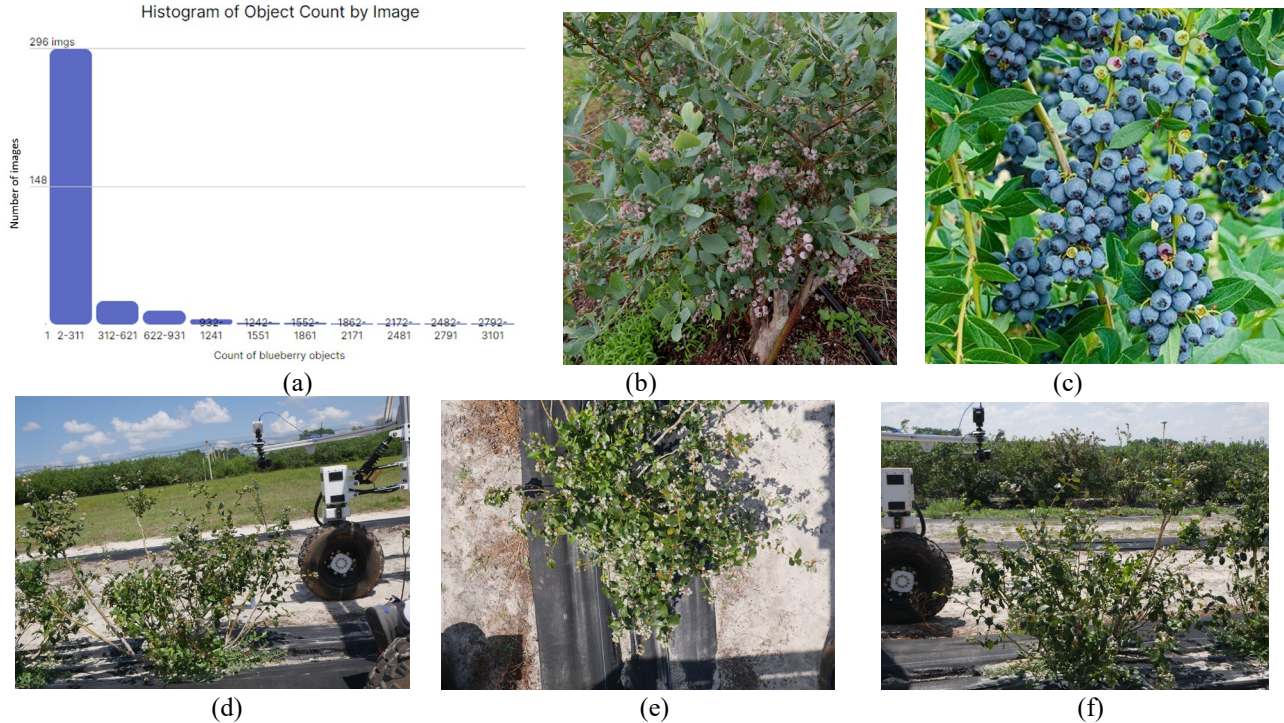 Histogram of Object Count by Image
296 imgs
148
Number of images
1 2-311 312-621 622-931 932-1241 1242-1551 1552-1861 1862-2171 2172-2481 2482-2791 2792-3101
Count of blueberry objects
(a) (b) (c)
(d) (e) (f)